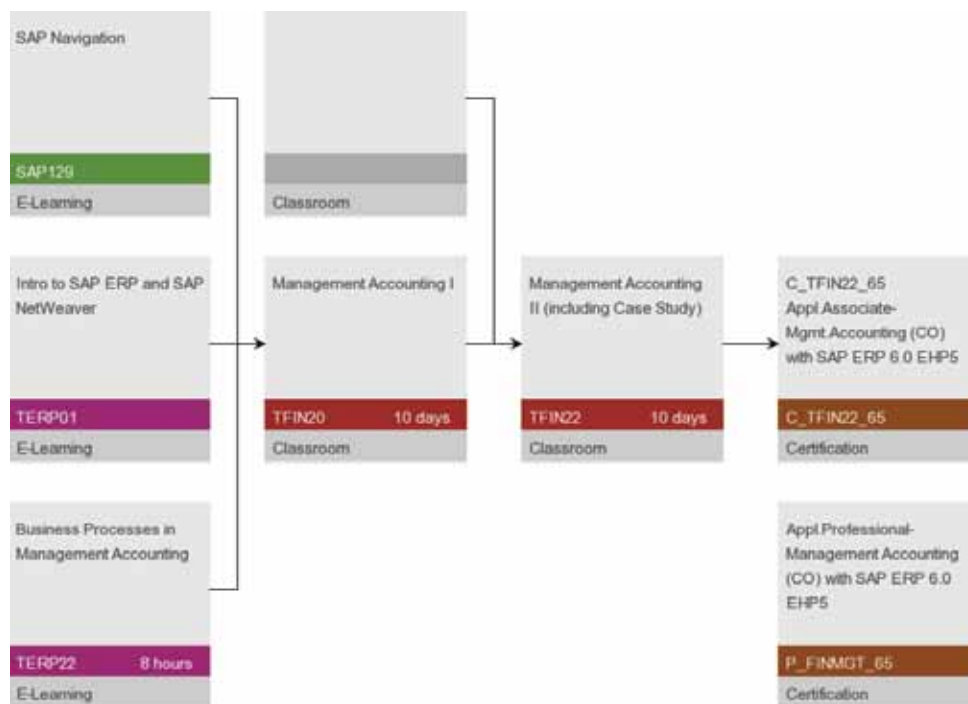 SAP Navigation
SAP129
E-Learning
Classroom
Intro to SAP ERP and SAP
NetWeaver
TERP01
E-Learning
Management Accounting I
TFIN20 10 days
Classroom
Management Accounting
II (including Case Study)
TFIN22 10 days
Classroom
C_TFIN22_65
Appl.Associate-
Mgmt.Accounting (CO)
with SAP ERP 6.0 EHP5
C_TFIN22_65
Certification
Business Processes in
Management Accounting
TERP22 8 hours
E-Learning
Appl.Professional-
Management Accounting
(CO) with SAP ERP 6.0
EHP5
P_FINMGT_65
Certification